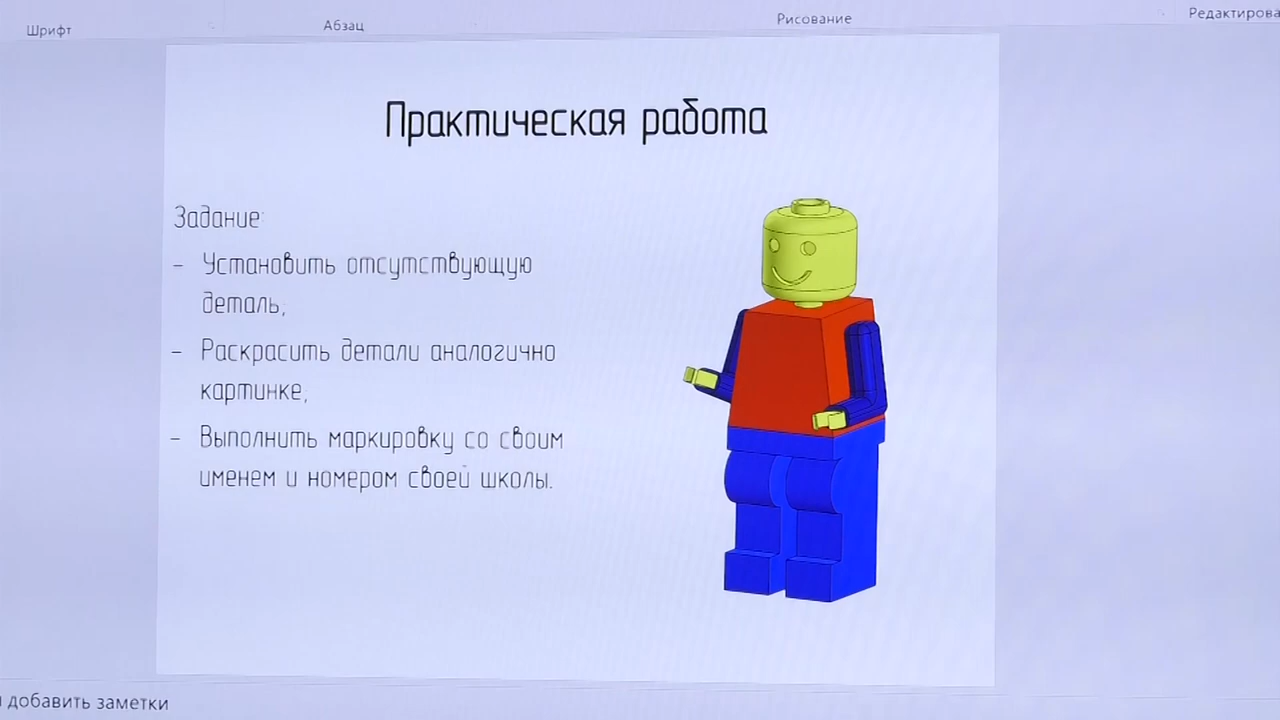 Шрифт
Абзац
Рисование
Практическая работа
Задание:
- Установить отсутствующую
деталь;
- Раскрасить детали аналогично
картинке;
- Выполнить маркировку со своим
именем и номером своей школы.
добавить заметки